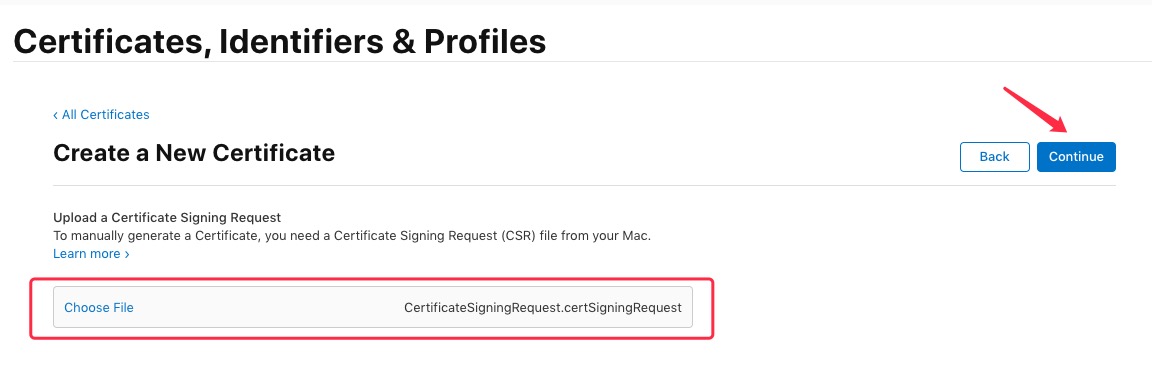 Certificates, Identifiers & Profiles
‹ All Certificates
Create a New Certificate
Back
Continue
Upload a Certificate Signing Request
To manually generate a Certificate, you need a Certificate Signing Request (CSR) file from your Mac.
Learn more ›
Choose File
CertificateSigningRequest.certSigningRequest